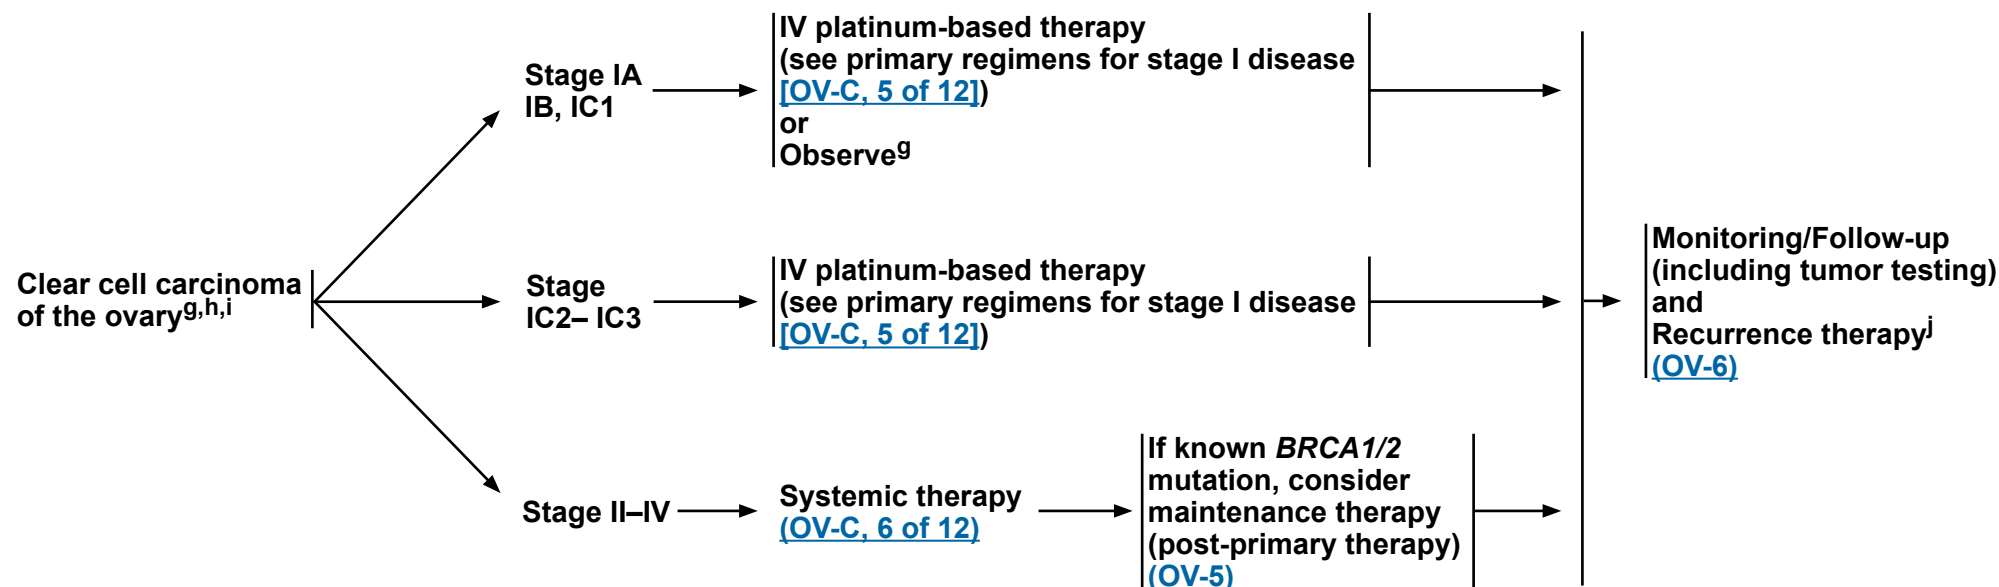 Clear cell carcinoma
of the ovaryg,h,i
Stage IA
IB, IC1
IV platinum-based therapy
(see primary regimens for stage I disease
[OV-C, 5 of 12])
or
Observeg
Stage
IC2– IC3
IV platinum-based therapy
(see primary regimens for stage I disease
[OV-C, 5 of 12])
Stage II–IV
Systemic therapy
(OV-C, 6 of 12)
If known BRCA1/2
mutation, consider
maintenance therapy
(post-primary therapy)
(OV-5)
Monitoring/Follow-up
(including tumor testing)
and
Recurrence therapyj
(OV-6)